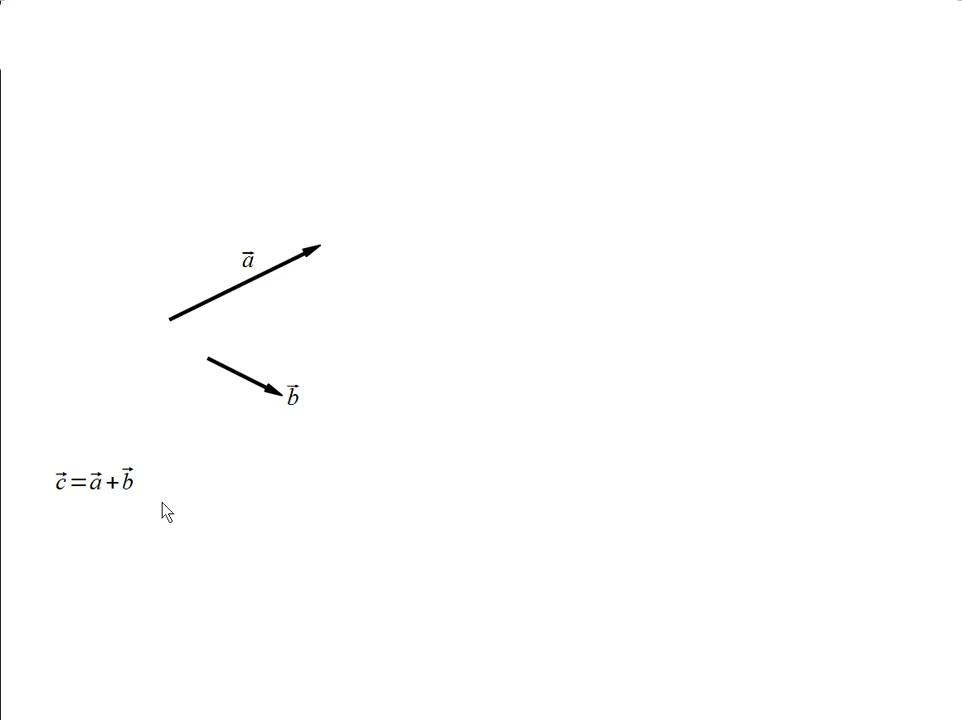 a⃗
b⃗
c⃗ = a⃗ + b⃗